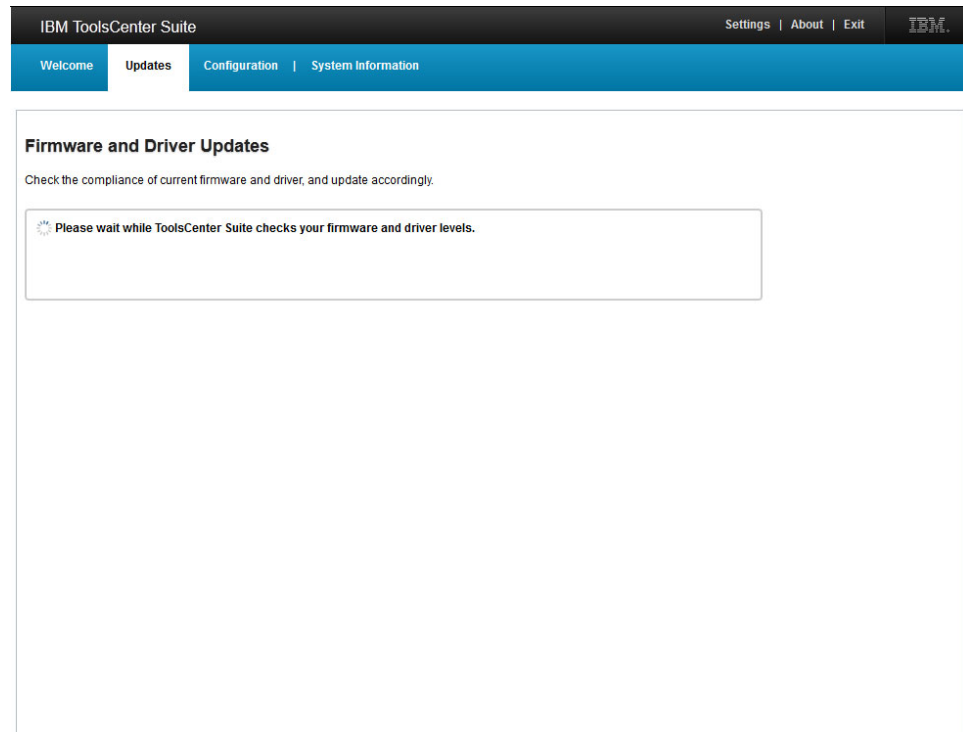 IBM ToolsCenter Suite
Settings | About | Exit
IBM.
Welcome Updates Configuration | System Information
Firmware and Driver Updates
Check the compliance of current firmware and driver, and update accordingly.
Please wait while ToolsCenter Suite checks your firmware and driver levels.